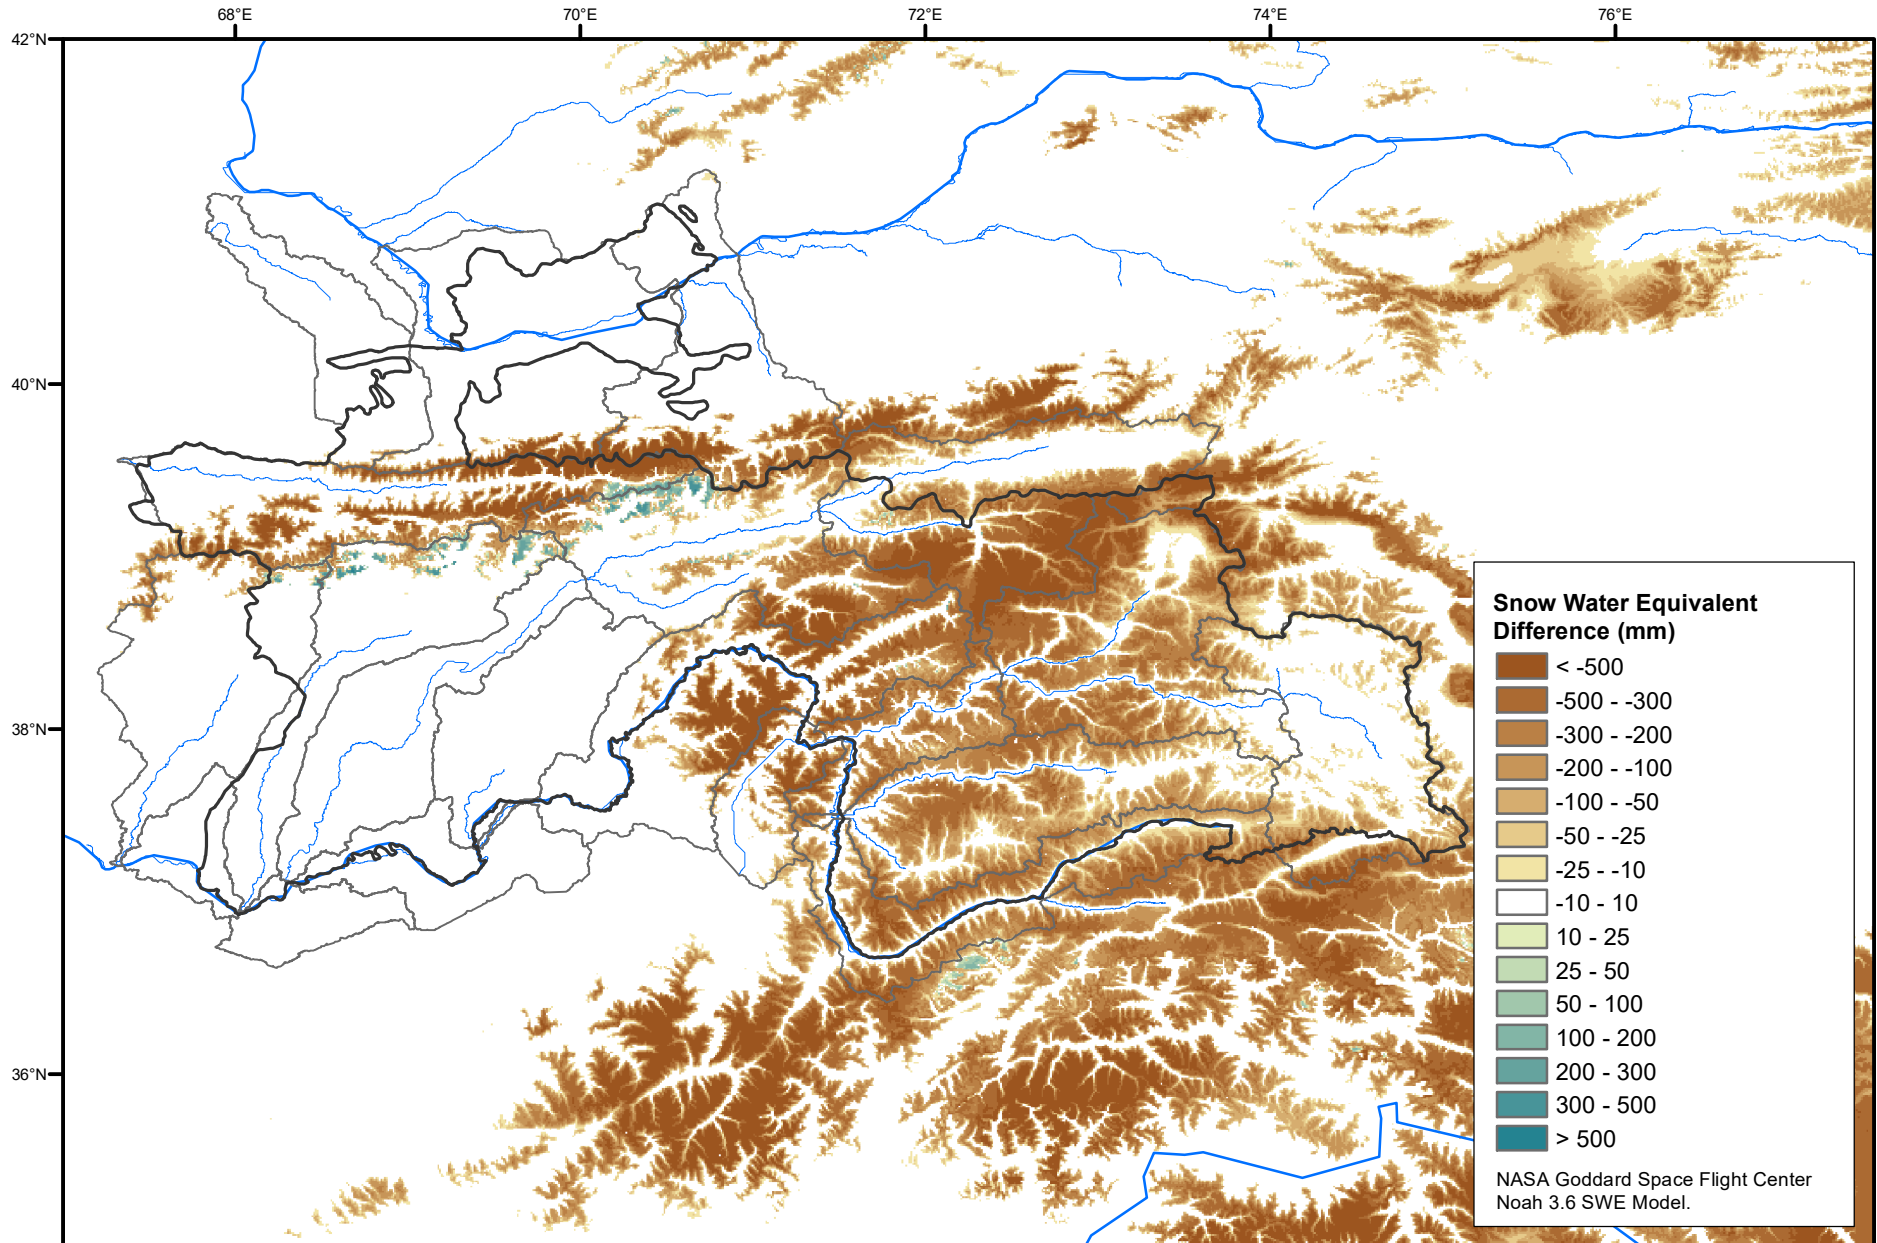 68°E
70°E
72°E
74°E
76°E
42°N
40°N
38°N
36°N
Snow Water Equivalent
Difference (mm)
< -500
-500 - -300
-300 - -200
-200 - -100
-100 - -50
-50 - -25
-25 - -10
-10 - 10
10 - 25
25 - 50
50 - 100
100 - 200
200 - 300
300 - 500
> 500
NASA Goddard Space Flight Center
Noah 3.6 SWE Model.